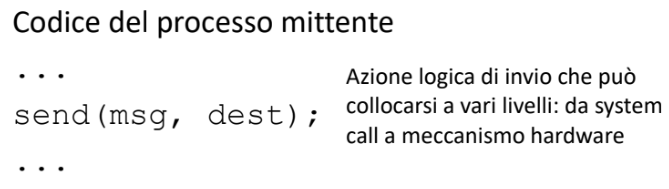 Codice del processo mittente
...
send(msg, dest);
...
Azione logica di invio che può
collocarsi a vari livelli: da system
call a meccanismo hardware